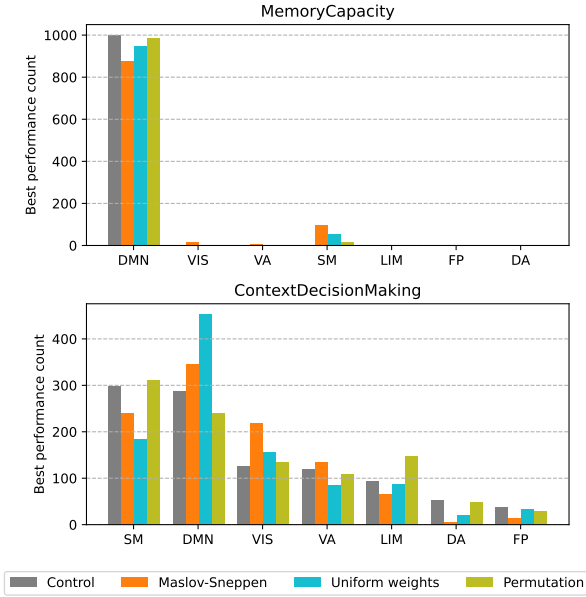 MemoryCapacity
Best performance count
1000
800
600
400
200
0
DMN VIS VA SM LIM FP DA
ContextDecisionMaking
Best performance count
400
300
200
100
0
SM DMN VIS VA LIM DA FP
Control Maslov-Sneppen Uniform weights Permutation